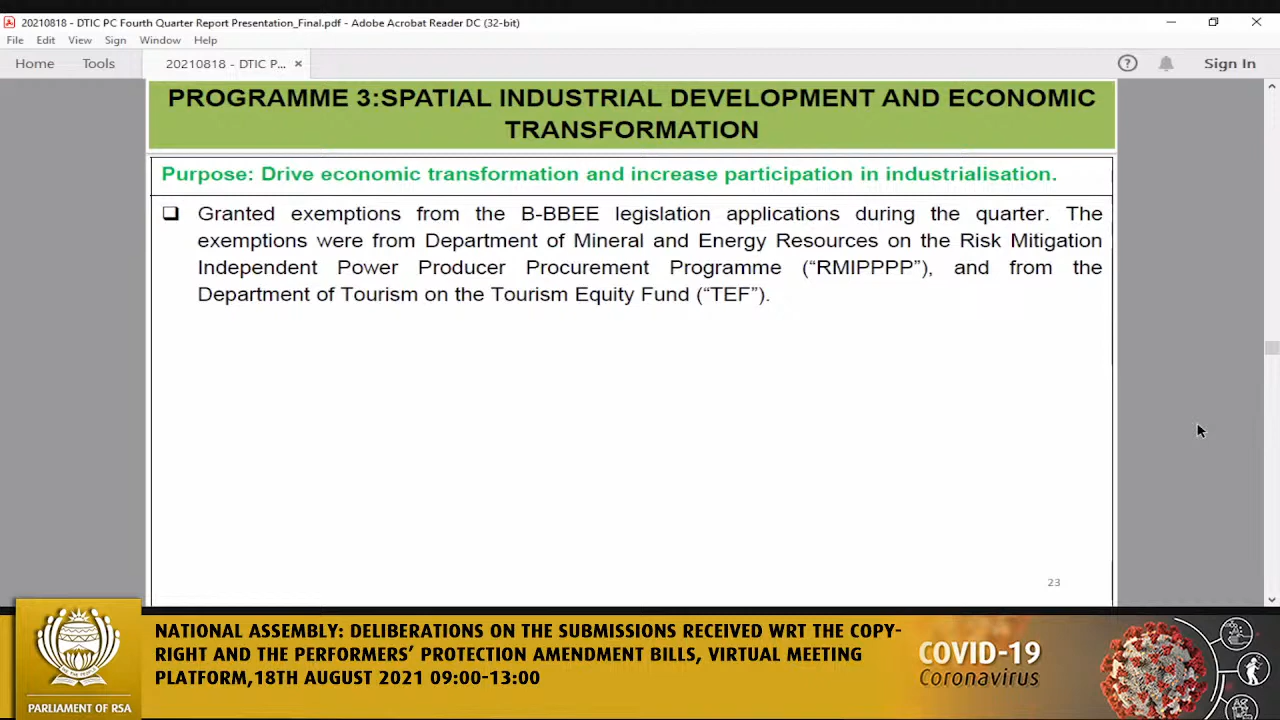 20210818 - DTIC PC Fourth Quarter Report Presentation_Final.pdf - Adobe Acrobat Reader DC (32-bit)
File Edit View Sign Window Help
Home Tools 20210818 - DTIC P... × Sign In
PROGRAMME 3:SPATIAL INDUSTRIAL DEVELOPMENT AND ECONOMIC
TRANSFORMATION
Purpose: Drive economic transformation and increase participation in industrialisation.
Granted exemptions from the B-BBEE legislation applications during the quarter. The
exemptions were from Department of Mineral and Energy Resources on the Risk Mitigation
Independent Power Producer Procurement Programme (“RMIPPPP”), and from the
Department of Tourism on the Tourism Equity Fund (“TEF”).
23
NATIONAL ASSEMBLY: DELIBERATIONS ON THE SUBMISSIONS RECEIVED WRT THE COPY-
RIGHT AND THE PERFORMERS’ PROTECTION AMENDMENT BILLS, VIRTUAL MEETING
PLATFORM,18TH AUGUST 2021 09:00-13:00
PARLIAMENT OF RSA
COVID-19
Coronavirus